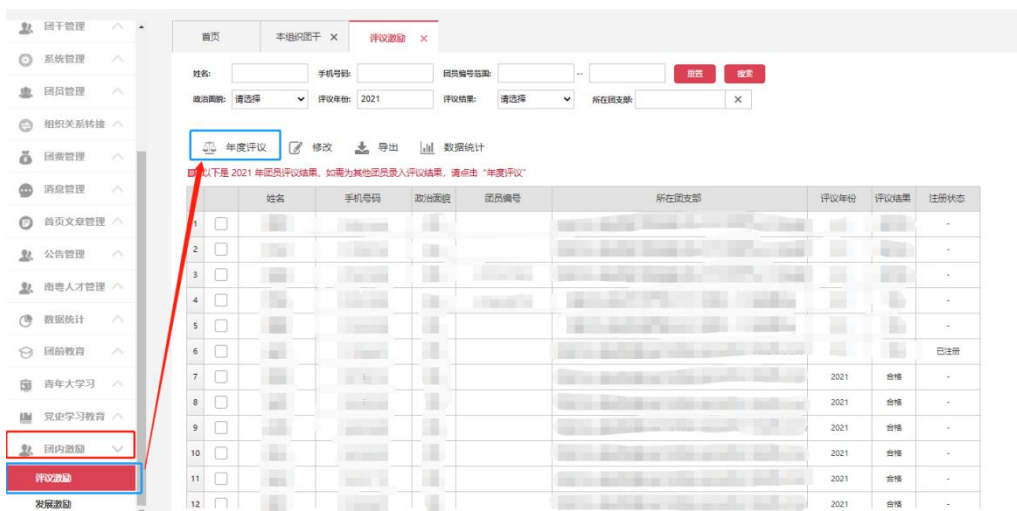 团干管理
系统管理
团员管理
组织关系转接
团费管理
消息管理
首页文章管理
公告管理
南粤人才管理
数据统计
团前教育
青年大学习
党史学习教育
团内激励
评议激励
发展激励
首页 本组织团干 × 评议激励 ×
姓名: 手机号码: 团员编号范围: -- 重置 搜索
政治面貌: 请选择 评议年份: 2021 评议结果: 请选择 所在团支部: ×
年度评议 修改 导出 数据统计
以下是 2021 年团员评议结果，如需为其他团员录入评议结果，请点击“年度评议”
姓名 手机号码 政治面貌 团员编号 所在团支部 评议年份 评议结果 注册状态
1 -
2 -
3 -
4 -
5 -
6 已注册
7 2021 合格 -
8 2021 合格 -
9 2021 合格 -
10 2021 合格 -
11 2021 合格 -
12 2021 合格 -